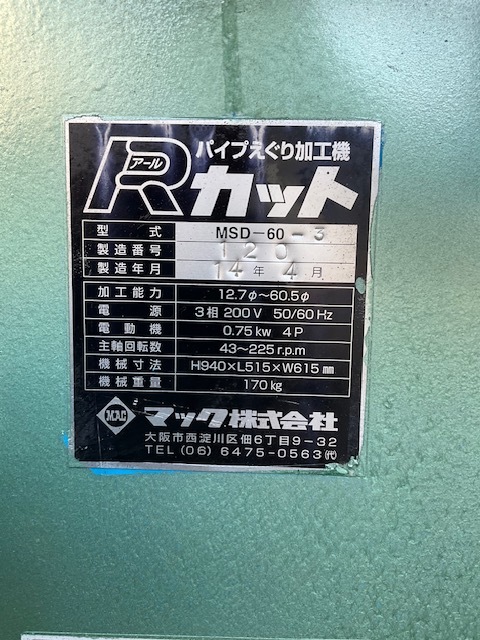 パイプえぐり加工機
Rアールカット
型式 MSD-60-3
製造番号 120
製造年月 14年4月
加工能力 12.7φ〜60.5φ
電源 3相200V 50/60Hz
電動機 0.75kw 4P
主軸回転数 43〜225r.p.m
機械寸法 H940×L515×W615㎜
機械重量 170kg
MAC マック株式会社
大阪市西淀川区佃6丁目9-32
TEL (06) 6475-0563(代)